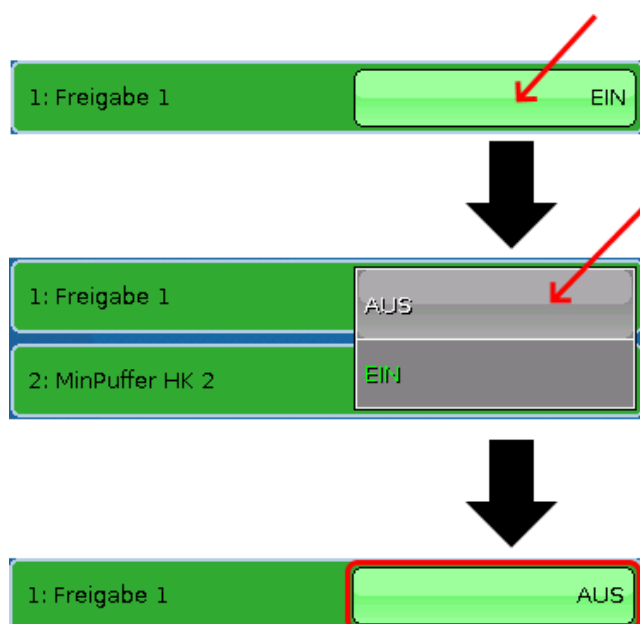 1: Freigabe 1 EIN
1: Freigabe 1 AUS
2: MinPuffer HK 2 EIN
1: Freigabe 1 AUS